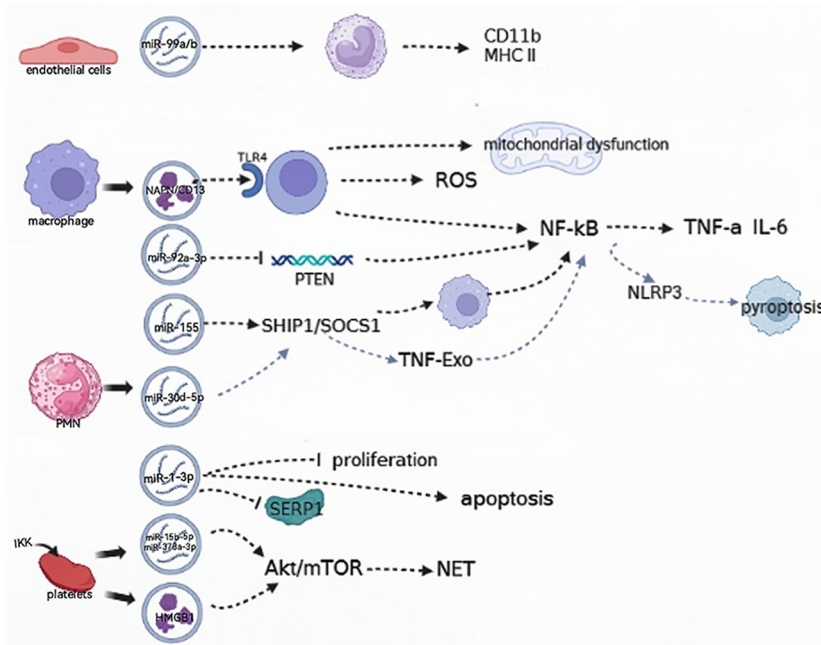 miR-99a/b
CD11b
MHC II
endothelial cells
TLR4
mitochondrial dysfunction
NAPN/CD13
ROS
macrophage
NF-kB
TNF-a IL-6
miR-92a-3p
PTEN
NLRP3
pyroptosis
miR-155
SHIP1/SOCS1
TNF-Exo
miR-30d-5p
PMN
proliferation
miR-1-3p
apoptosis
SERP1
IKK
miR-15b-5p
miR-378a-3p
Akt/mTOR
NET
platelets
HMGB1